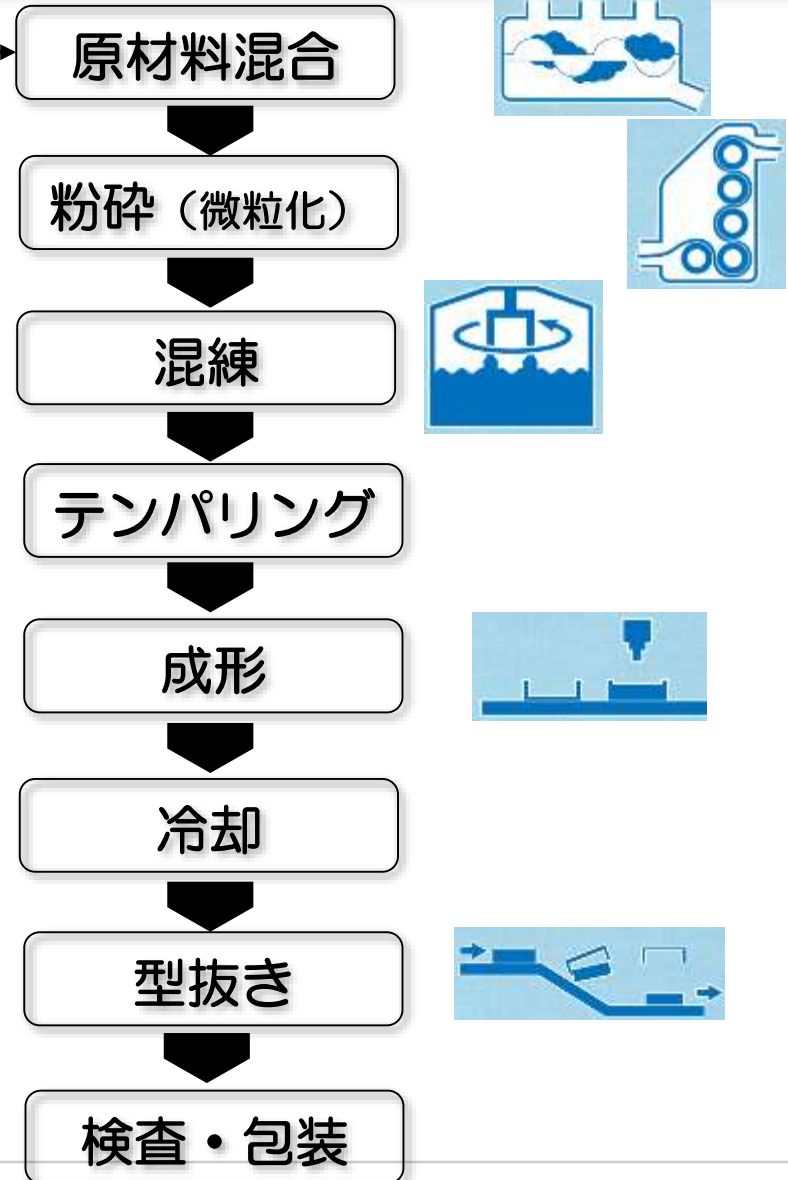 原材料混合
粉砕（微粒化）
混練
テンパリング
成形
冷却
型抜き
検査・包装